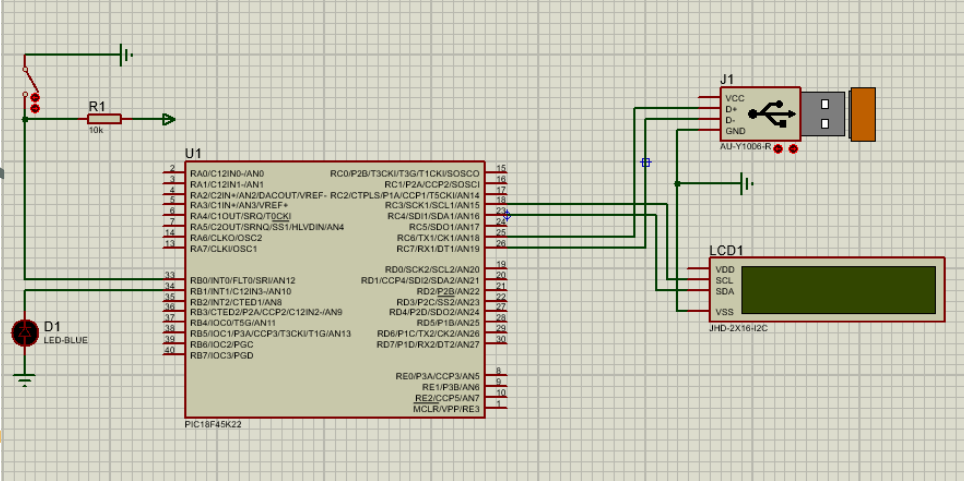 R1
10k
J1
VCC
D+
D-
GND
AU-Y1006-R
U1
2 RA0/C12IN0-/AN0 RC0/P2B/T3CKI/T3G/T1CKI/SOSCO 15
3 RA1/C12IN1-/AN1 RC1/P2A/CCP2/SOSCI 16
4 RA2/C2IN+/AN2/DACOUT/VREF- RC2/CTPLS/P1A/CCP1/T5CKI/AN14 17
5 RA3/C1IN+/AN3/VREF+ RC3/SCK1/SCL1/AN15 18
6 RA4/C1OUT/SRQ/T0CKI RC4/SDI1/SDA1/AN16 23
7 RA5/C2OUT/SRNQ/SS1/HLVDIN/AN4 RC5/SDO1/AN17 24
14 RA6/CLKO/OSC2 RC6/TX1/CK1/AN18 25
13 RA7/CLKI/OSC1 RC7/RX1/DT1/AN19 26
RD0/SCK2/SCL2/AN20 19
33 RB0/INT0/FLT0/SRI/AN12 RD1/CCP4/SDI2/SDA2/AN21 20
34 RB1/INT1/C12IN3-/AN10 RD2/P2B/AN22 21
35 RB2/INT2/CTED1/AN8 RD3/P2C/SS2/AN23 22
36 RB3/CTED2/P2A/CCP2/C12IN2-/AN9 RD4/P2D/SDO2/AN24 27
37 RB4/IOC0/T5G/AN11 RD5/P1B/AN25 28
38 RB5/IOC1/P3A/CCP3/T3CKI/T1G/AN13 RD6/P1C/TX2/CK2/AN26 29
39 RB6/IOC2/PGC RD7/P1D/RX2/DT2/AN27 30
40 RB7/IOC3/PGD
RE0/P3A/CCP3/AN5 8
RE1/P3B/AN6 9
RE2/CCP5/AN7 10
MCLR/VPP/RE3 1
PIC18F45K22
LCD1
VDD
SCL
SDA
VSS
JHD-2X16-I2C
D1
LED-BLUE